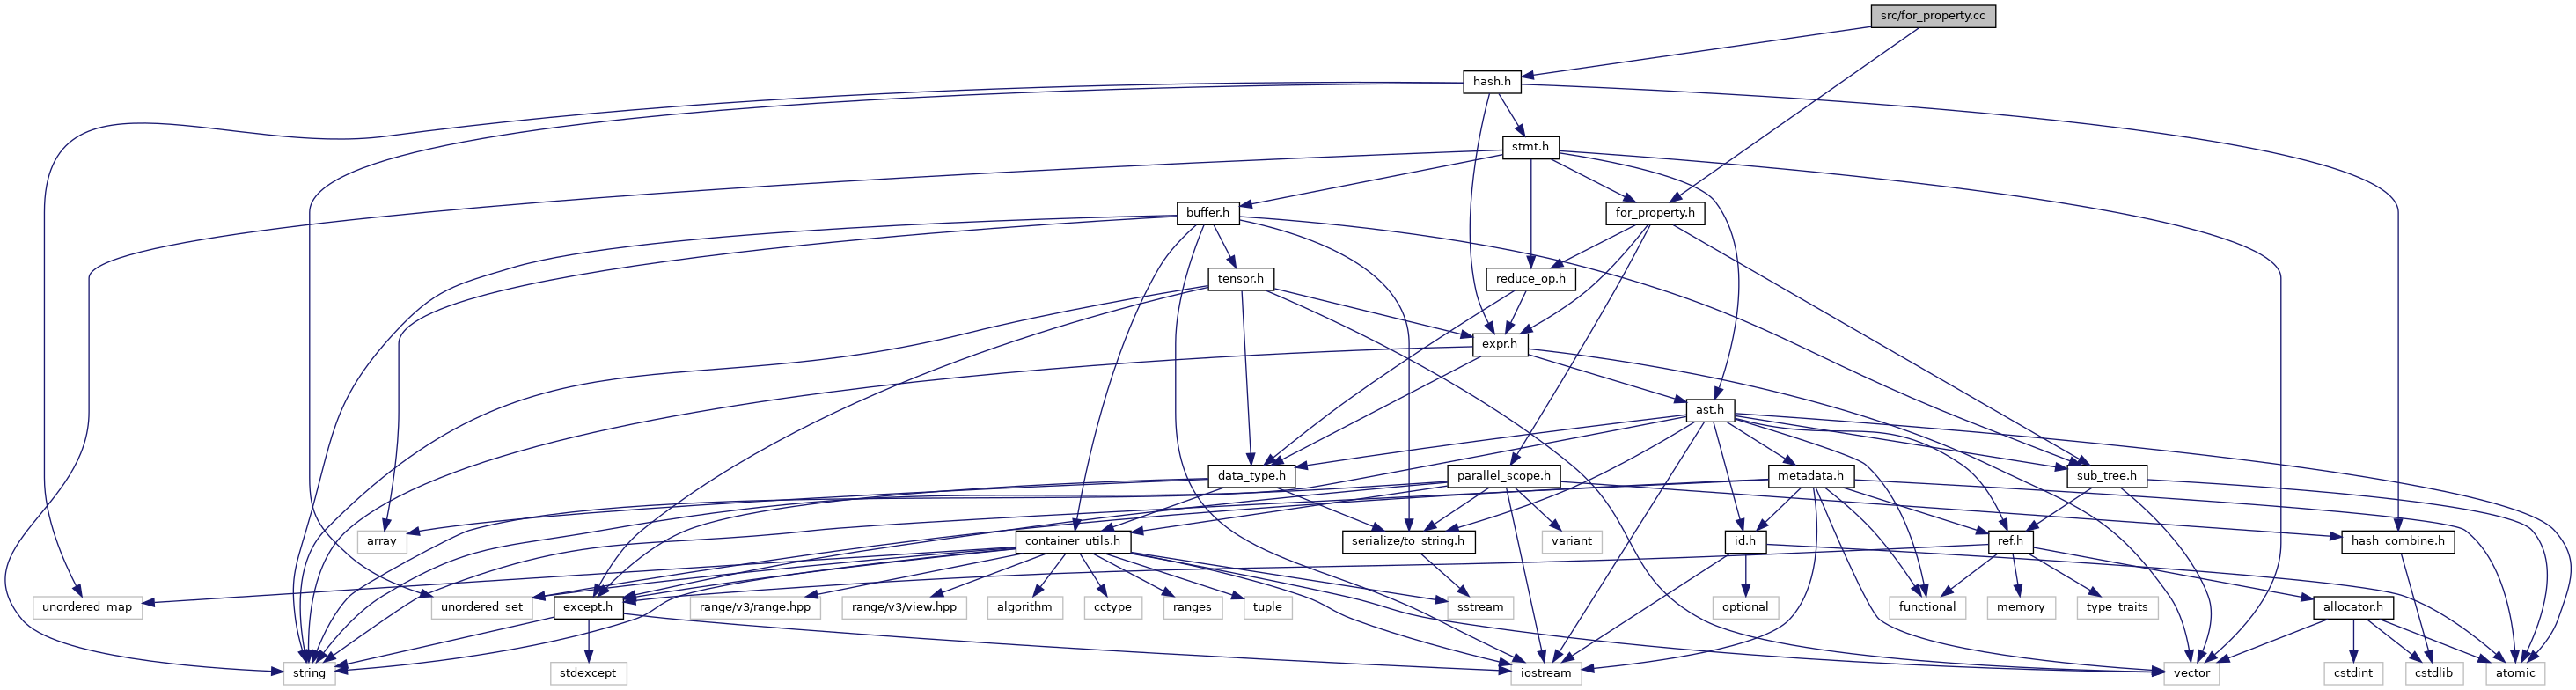 src/for_property.cc
hash.h
stmt.h
buffer.h
for_property.h
tensor.h
reduce_op.h
expr.h
ast.h
data_type.h
parallel_scope.h
metadata.h
sub_tree.h
array
container_utils.h
serialize/to_string.h
variant
id.h
ref.h
hash_combine.h
unordered_map
unordered_set
except.h
range/v3/range.hpp
range/v3/view.hpp
algorithm
cctype
ranges
tuple
sstream
optional
functional
memory
type_traits
allocator.h
string
stdexcept
iostream
vector
cstdint
cstdlib
atomic